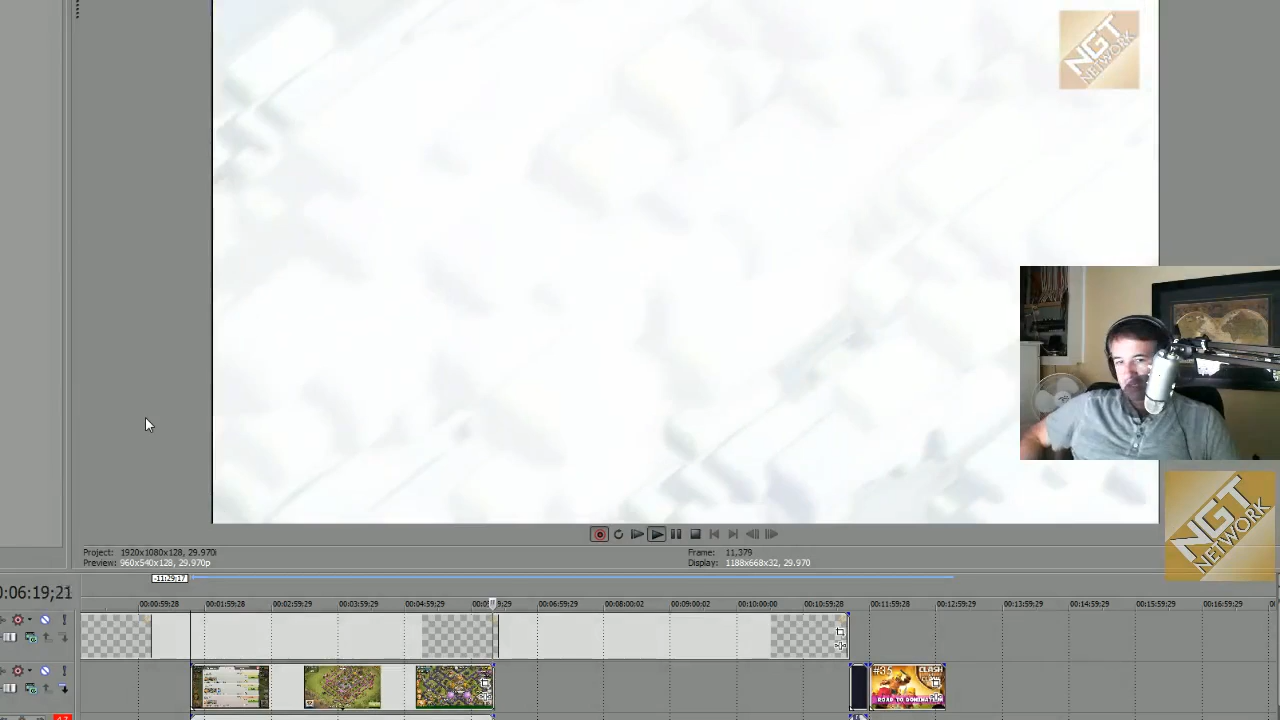 NGT
NETWORK
NGT
NETWORK
Project: 1920x1080x128, 29.970i
Frame: 11,379
Preview: 960x540x128, 29.970p
Display: 1188x668x32, 29.970
-11:29;17
0:06:19;21
00:00:59:28
00:01:59:28
00:02:59:29
00:03:59:29
00:04:59:29
00:06:59:29
00:08:00:02
00:09:00:02
00:10:00:00
00:10:59:28
00:11:59:28
00:12:59:29
00:13:59:29
00:14:59:29
00:15:59:29
00:16:59:29
#35
CLASH
ROAD TO DOMINATION